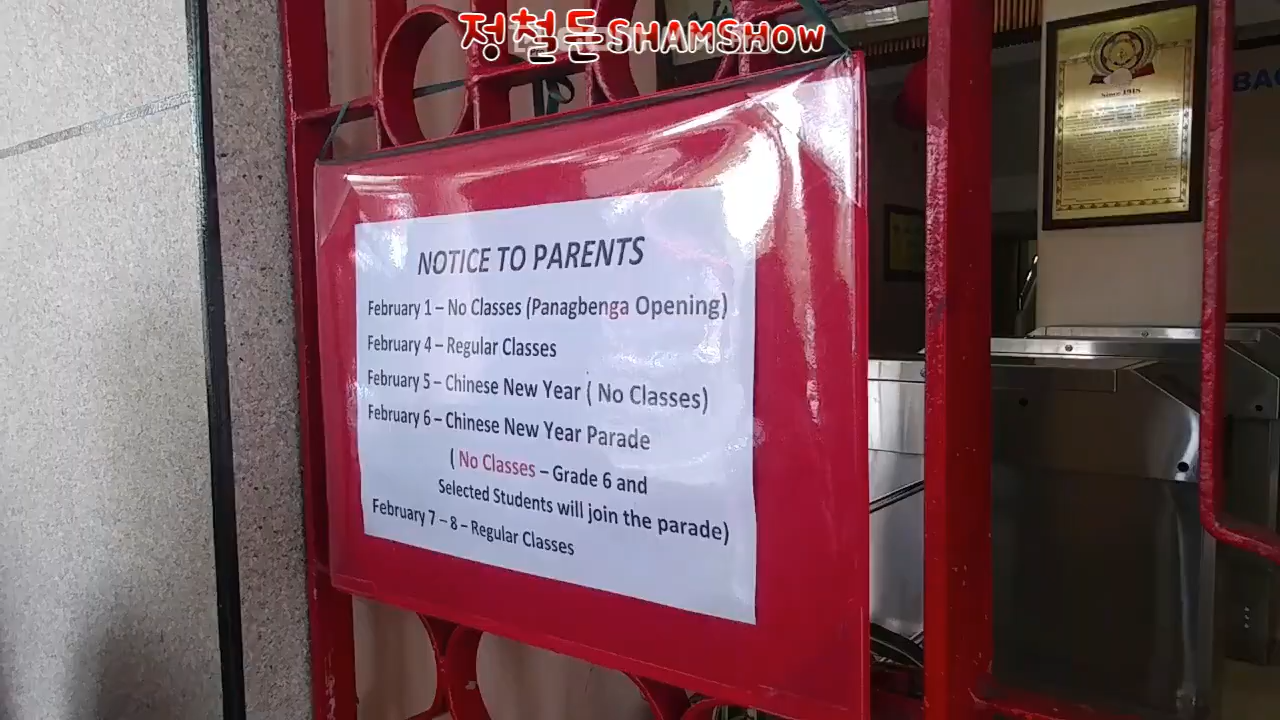 정철든SHAMSHOW
NOTICE TO PARENTS
February 1 – No Classes (Panagbenga Opening)
February 4 – Regular Classes
February 5 – Chinese New Year ( No Classes)
February 6 – Chinese New Year Parade
( No Classes – Grade 6 and
Selected Students will join the parade)
February 7 – 8 – Regular Classes
Since 1918